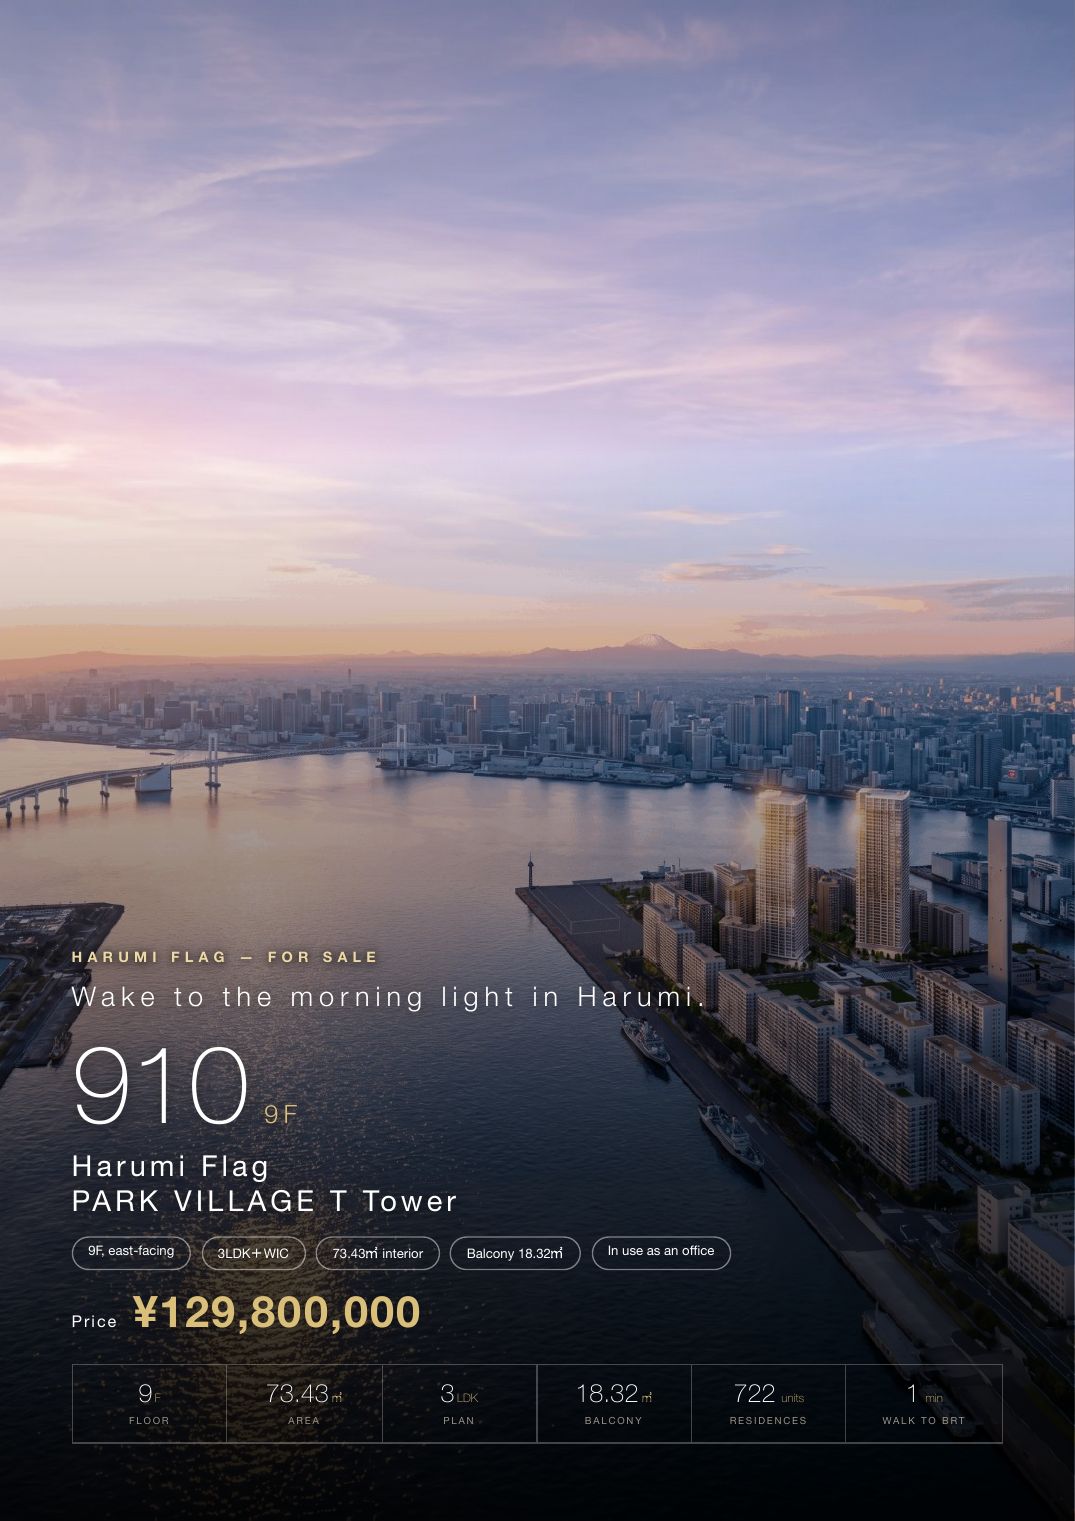 HARUMI FLAG — FOR SALE
Wake to the morning light in Harumi.
910 9F
Harumi Flag
PARK VILLAGE T Tower
9F, east-facing 3LDK+WIC 73.43㎡ interior Balcony 18.32㎡ In use as an office
Price ¥129,800,000
9F 73.43㎡ 3LDK 18.32㎡ 722 units 1 min
FLOOR AREA PLAN BALCONY RESIDENCES WALK TO BRT